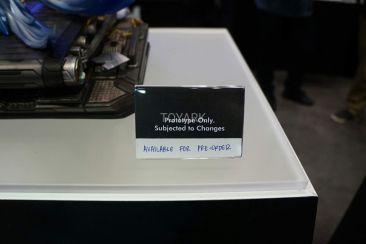 TOYARK
Prototype Only.
Subjected to Changes
AVAILABLE FOR PRE-ORDER